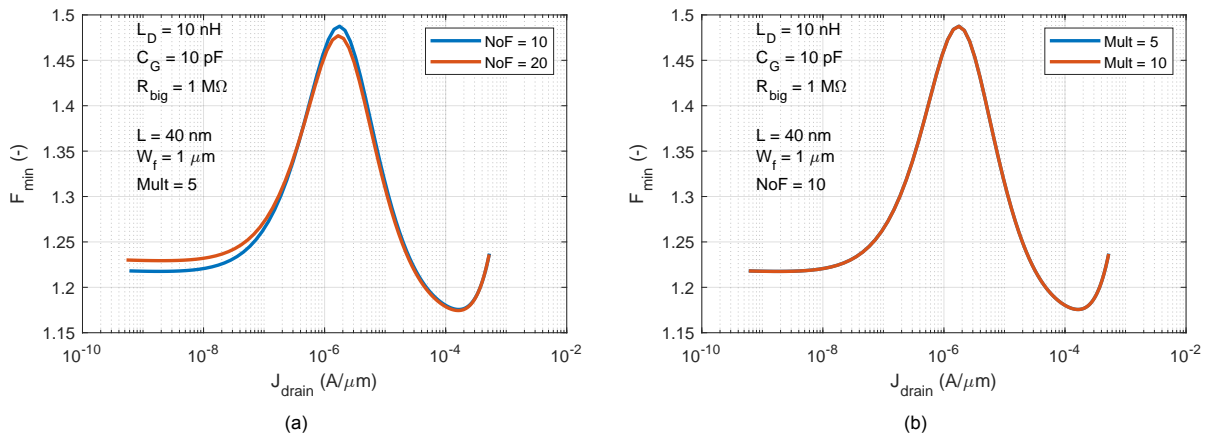 1.5
1.45
1.4
1.35
1.3
1.25
1.2
1.15
F_min (-)
L_D = 10 nH
C_G = 10 pF
R_big = 1 MΩ
L = 40 nm
W_f = 1 μm
Mult = 5
NoF = 10
NoF = 20
10^-10
10^-8
10^-6
10^-4
10^-2
J_drain (A/μm)
(a)
1.5
1.45
1.4
1.35
1.3
1.25
1.2
1.15
F_min (-)
L_D = 10 nH
C_G = 10 pF
R_big = 1 MΩ
L = 40 nm
W_f = 1 μm
NoF = 10
Mult = 5
Mult = 10
10^-10
10^-8
10^-6
10^-4
10^-2
J_drain (A/μm)
(b)